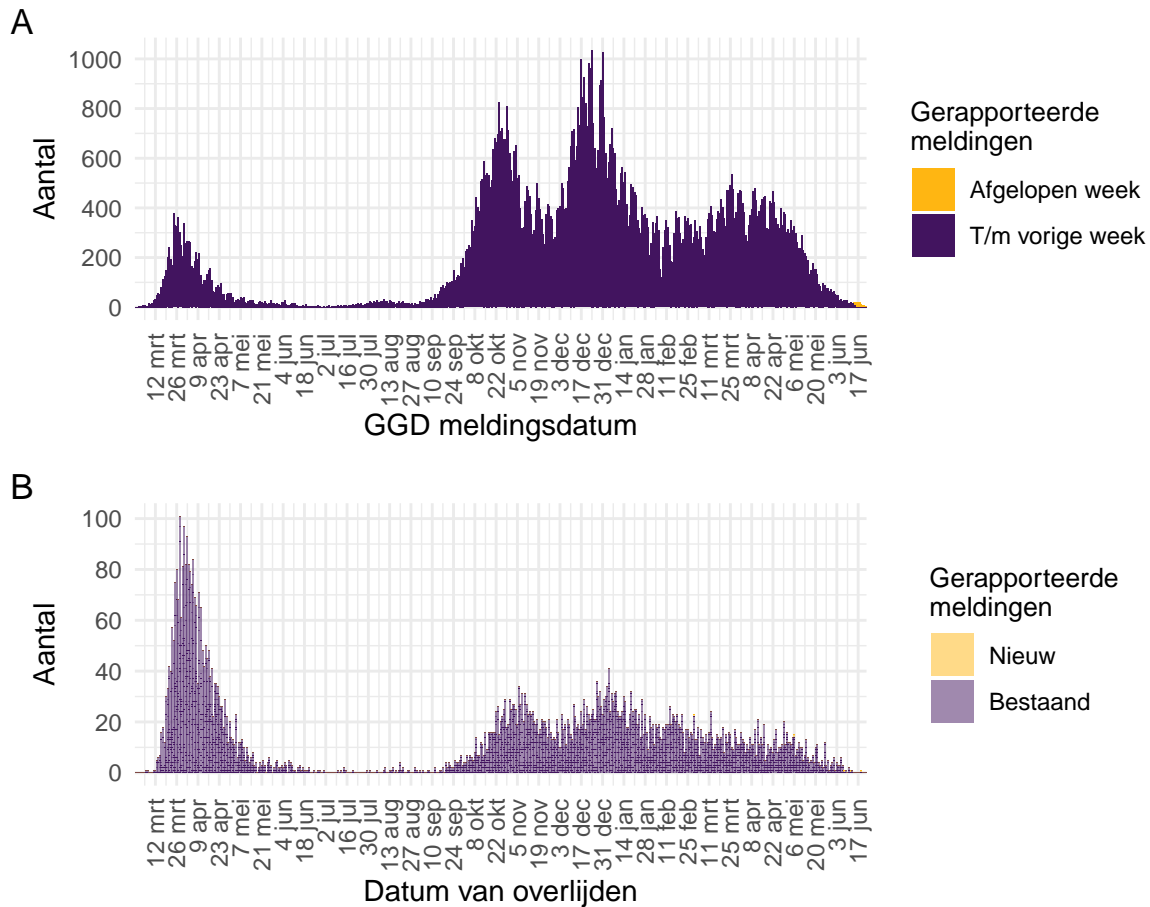 A
1000
800
600
400
200
0
Aantal
12 mrt
26 mrt
9 apr
23 apr
7 mei
21 mei
4 jun
18 jun
2 jul
16 jul
30 jul
13 aug
27 aug
10 sep
24 sep
8 okt
22 okt
5 nov
19 nov
3 dec
17 dec
31 dec
14 jan
28 jan
11 feb
25 feb
11 mrt
25 mrt
8 apr
22 apr
6 mei
20 mei
3 jun
17 jun
GGD meldingsdatum
Gerapporteerde
meldingen
Afgelopen week
T/m vorige week
B
100
80
60
40
20
0
Aantal
12 mrt
26 mrt
9 apr
23 apr
7 mei
21 mei
4 jun
18 jun
2 jul
16 jul
30 jul
13 aug
27 aug
10 sep
24 sep
8 okt
22 okt
5 nov
19 nov
3 dec
17 dec
31 dec
14 jan
28 jan
11 feb
25 feb
11 mrt
25 mrt
8 apr
22 apr
6 mei
20 mei
3 jun
17 jun
Datum van overlijden
Gerapporteerde
meldingen
Nieuw
Bestaand